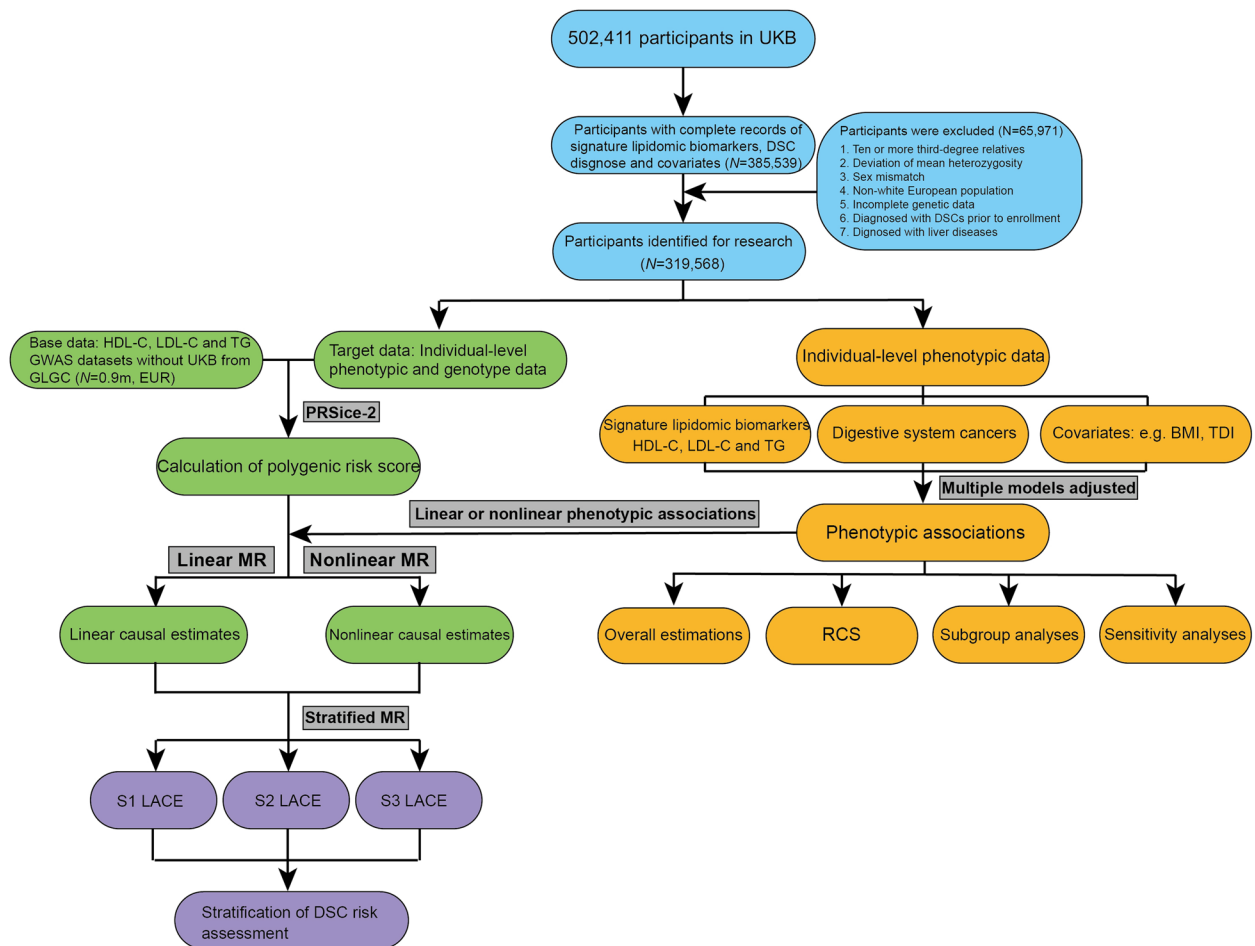 502,411 participants in UKB
Participants with complete records of
signature lipidomic biomarkers, DSC
disgnose and covariates (N=385,539)
Participants were excluded (N=65,971)
1. Ten or more third-degree relatives
2. Deviation of mean heterozygosity
3. Sex mismatch
4. Non-white European population
5. Incomplete genetic data
6. Diagnosed with DSCs prior to enrollment
7. Dignosed with liver diseases
Participants identified for research
(N=319,568)
Base data: HDL-C, LDL-C and TG
GWAS datasets without UKB from
GLGC (N=0.9m, EUR)
Target data: Individual-level
phenotypic and genotype data
Individual-level phenotypic data
PRSice-2
Signature lipidomic biomarkers
HDL-C, LDL-C and TG
Digestive system cancers
Covariates: e.g. BMI, TDI
Calculation of polygenic risk score
Multiple models adjusted
Linear or nonlinear phenotypic associations
Phenotypic associations
Linear MR
Nonlinear MR
Linear causal estimates
Nonlinear causal estimates
Overall estimations
RCS
Subgroup analyses
Sensitivity analyses
Stratified MR
S1 LACE
S2 LACE
S3 LACE
Stratification of DSC risk
assessment